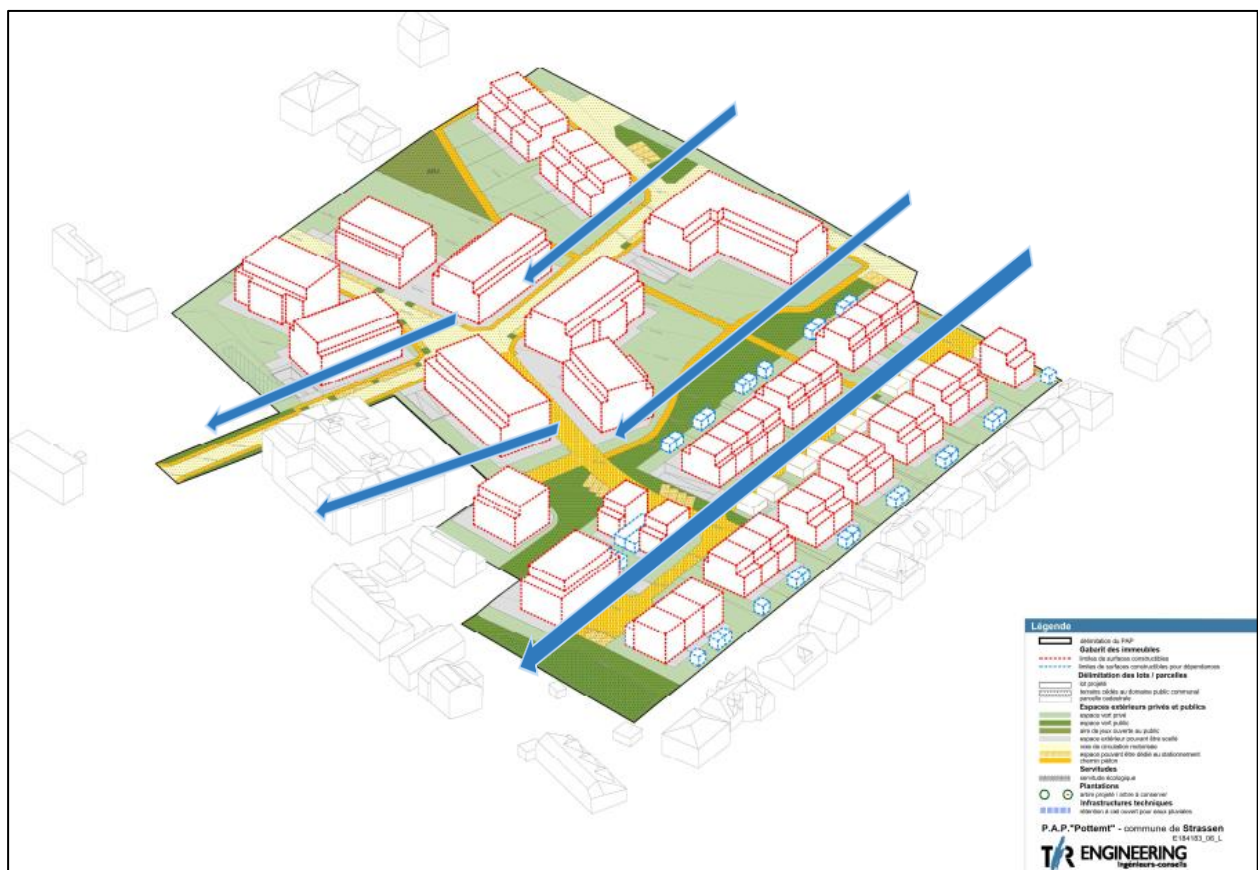 Légende
délimitation du PAP
Gabarit des immeubles
limites de surfaces constructibles
limites de surfaces constructibles pour dépendances
Délimitation des lots / parcelles
lot projeté
terrains cédés au domaine public communal
parcelle cadastrale
Espaces extérieurs privés et publics
espace vert privé
espace vert public
aire de jeux ouverte au public
espace extérieur pouvant être scellé
voie de circulation motorisée
espace pouvant être dédié au stationnement
chemin piéton
Servitudes
servitude écologique
Plantations
arbre projeté / arbre à conserver
Infrastructures techniques
rétention à ciel ouvert pour eaux pluviales
P.A.P."Pottemt" - commune de Strassen
E184183_06_L
T/R ENGINEERING
Ingénieurs-conseils